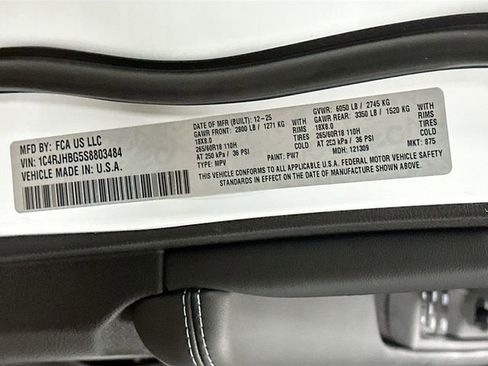 MFD BY: FCA US LLC
VIN: 1C4RJHBG5S8803484
VEHICLE MADE IN: U.S.A.
DATE OF MFR (BUILT): 12-25
GAWR FRONT: 2800 LB / 1271 KG WITH
18X8.0 RIMS
265/60R18 110H TIRES
AT 250 kPa / 36 PSI COLD
TYPE: MPV PAINT: PW7
GVWR: 6050 LB / 2745 KG
GAWR REAR: 3350 LB / 1520 KG WITH
18X8.0 RIMS
265/60R18 110H TIRES
AT 250 kPa / 36 PSI COLD
MDH: 121309 MKT: 875
THIS VEHICLE CONFORMS TO ALL APPLICABLE U.S.A. FMVSS THEFT PREVENTION
STANDARDS IN EFFECT ON THE DATE OF MANUFACTURE SHOWN ABOVE.